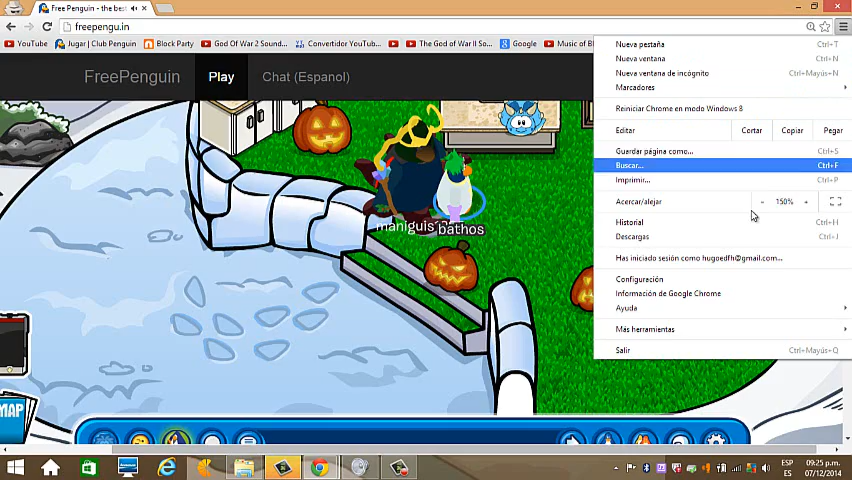 Free Penguin - the best
freepengu.in
YouTube
Jugar | Club Penguin
Block Party
God Of War 2 Sound...
Convertidor YouTub...
The God of War II So...
Google
Music of Bl
FreePenguin
Play
Chat (Espanol)
Nueva pestaña Ctrl+T
Nueva ventana Ctrl+N
Nueva ventana de incógnito Ctrl+Mayús+N
Marcadores
Reiniciar Chrome en modo Windows 8
Editar Cortar Copiar Pegar
Guardar página como... Ctrl+S
Buscar... Ctrl+F
Imprimir... Ctrl+P
Acercar/alejar - 150% +
Historial Ctrl+H
Descargas Ctrl+J
Has iniciado sesión como hugoedfh@gmail.com...
Configuración
Información de Google Chrome
Ayuda
Más herramientas
Salir Ctrl+Mayús+Q
bathos
MAP
ESP
ES
09:25 p.m.
07/12/2014